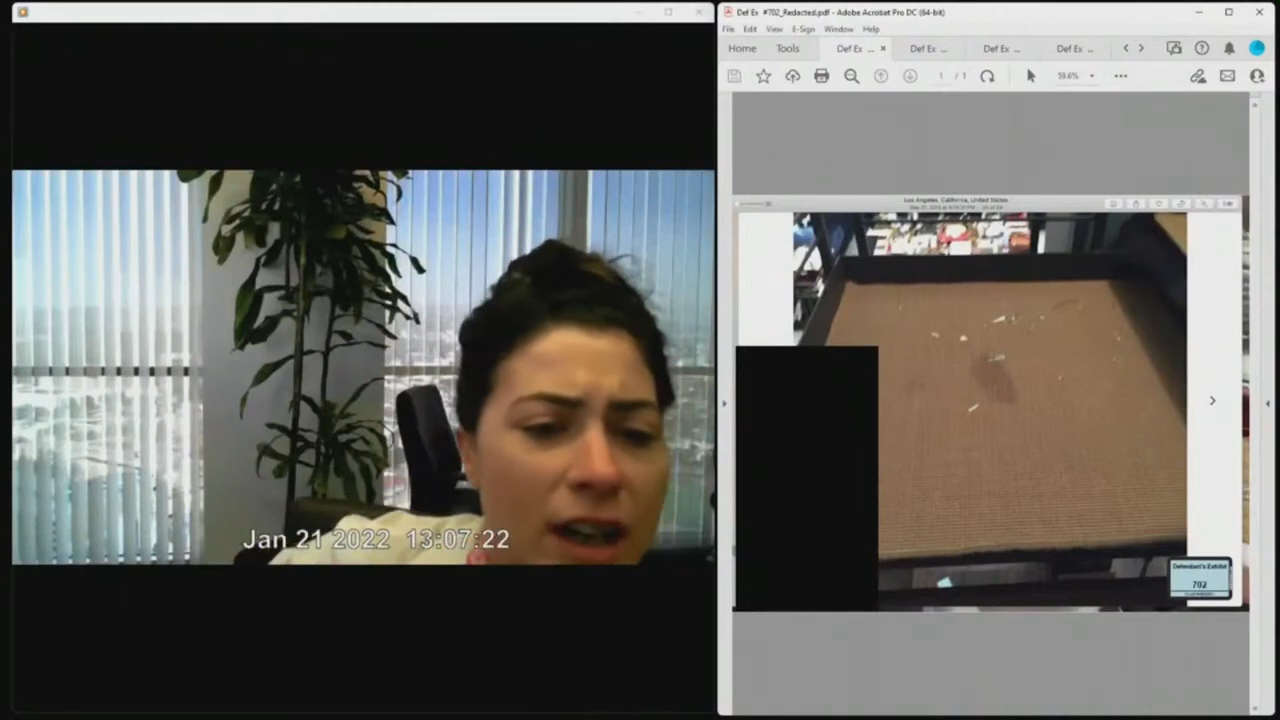 Def Ex #702_Redacted.pdf - Adobe Acrobat Pro DC (64-bit)
File Edit View E-Sign Window Help
Home Tools Def Ex ... Def Ex ... Def Ex ... Def Ex ...
1 / 1 59.6%
Los Angeles, California, United States
Defendant's Exhibit
702
Jan 21 2022 13:07:22